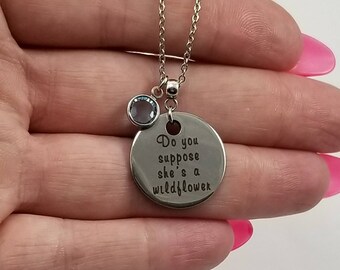 Do you
suppose
she's a
wildflower